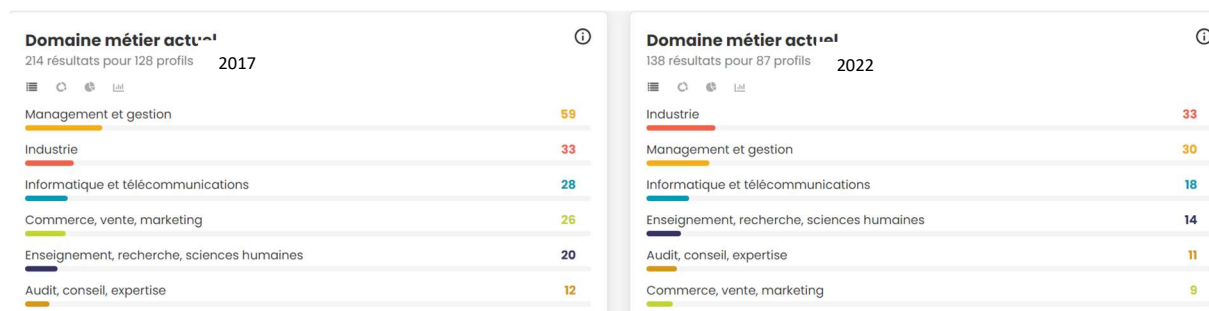 Domaine métier actuel
214 résultats pour 128 profils 2017
Management et gestion 59
Industrie 33
Informatique et télécommunications 28
Commerce, vente, marketing 26
Enseignement, recherche, sciences humaines 20
Audit, conseil, expertise 12
Domaine métier actuel
138 résultats pour 87 profils 2022
Industrie 33
Management et gestion 30
Informatique et télécommunications 18
Enseignement, recherche, sciences humaines 14
Audit, conseil, expertise 11
Commerce, vente, marketing 9